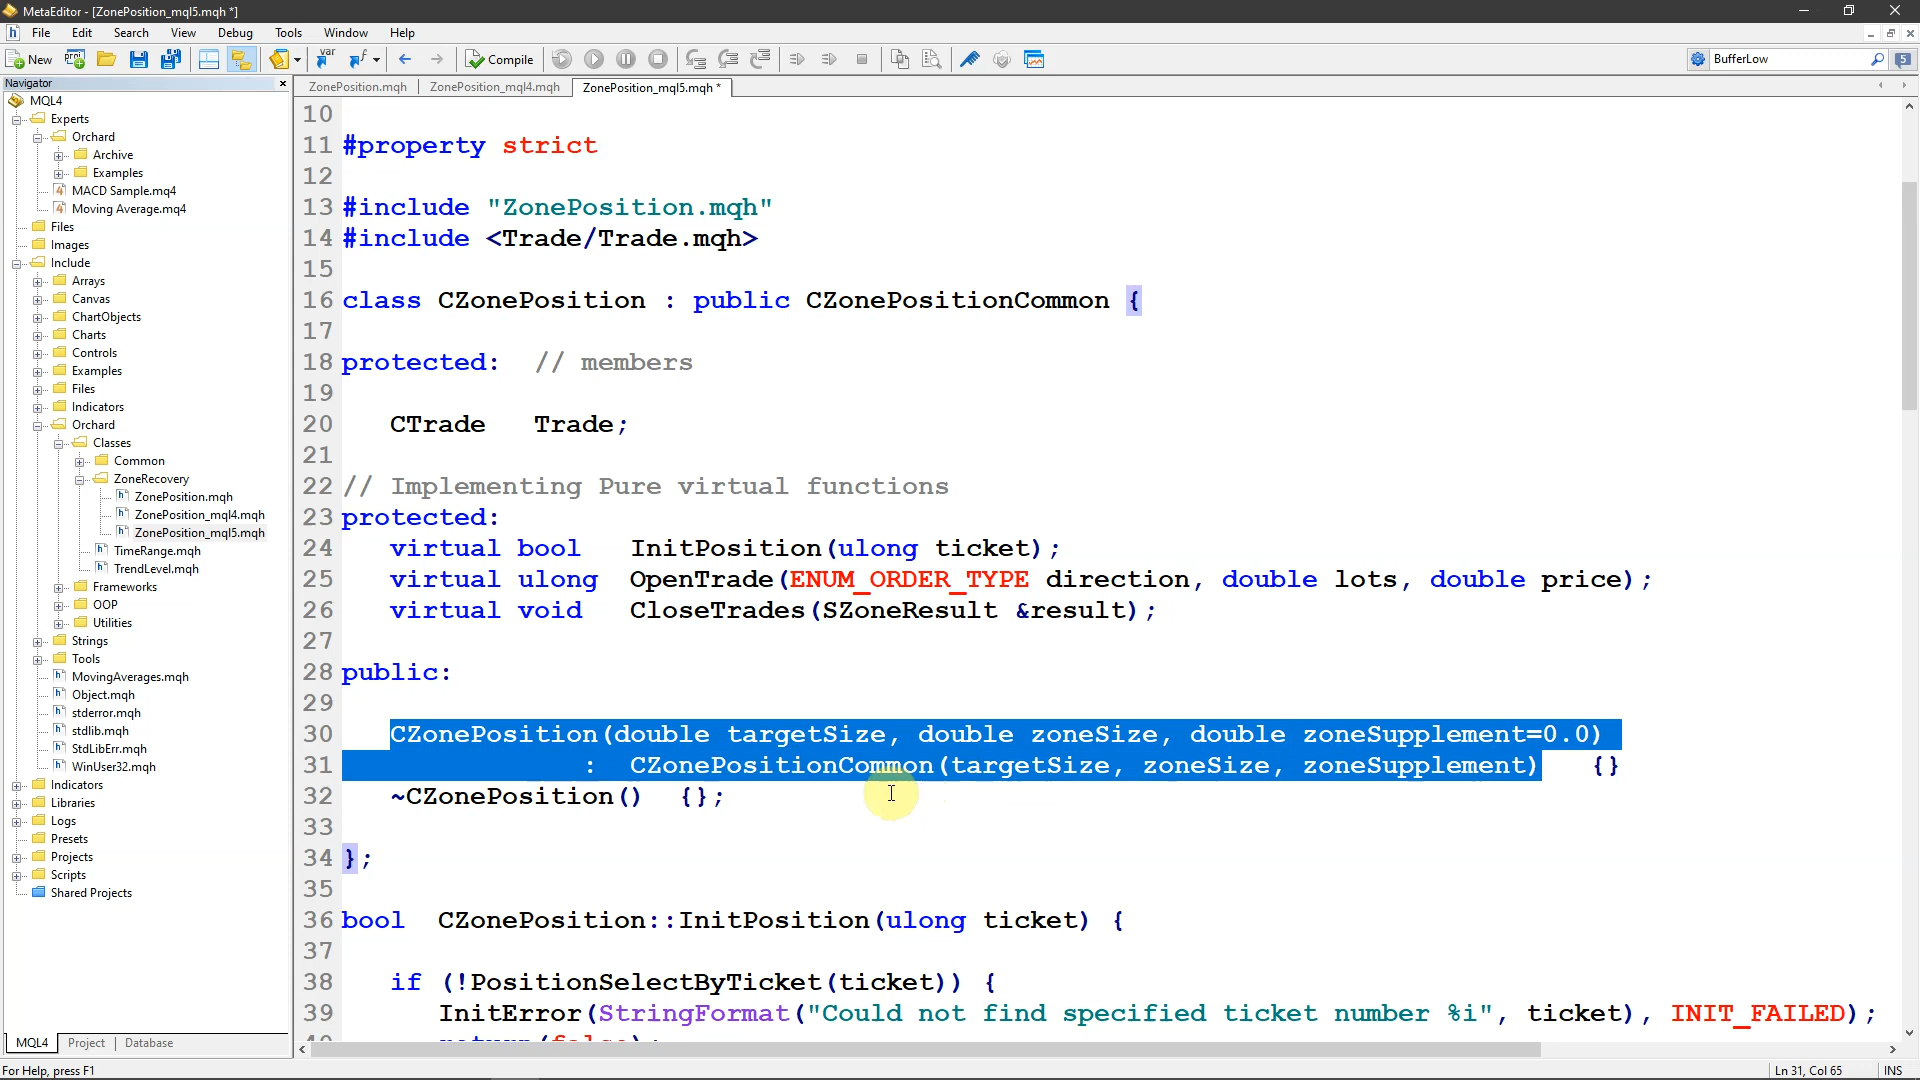 MetaEditor - [ZonePosition_mql5.mqh *]
File Edit Search View Debug Tools Window Help
New Compile BufferLow 5
Navigator
ZonePosition.mqh ZonePosition_mql4.mqh ZonePosition_mql5.mqh *
MQL4
Experts
Orchard
Archive
Examples
MACD Sample.mq4
Moving Average.mq4
Files
Images
Include
Arrays
Canvas
ChartObjects
Charts
Controls
Examples
Files
Indicators
Orchard
Classes
Common
ZoneRecovery
ZonePosition.mqh
ZonePosition_mql4.mqh
ZonePosition_mql5.mqh
TimeRange.mqh
TrendLevel.mqh
Frameworks
OOP
Utilities
Strings
Tools
MovingAverages.mqh
Object.mqh
stderror.mqh
stdlib.mqh
StdLibErr.mqh
WinUser32.mqh
Indicators
Libraries
Logs
Presets
Projects
Scripts
Shared Projects
MQL4 Project Database
10
11 #property strict
12
13 #include "ZonePosition.mqh"
14 #include <Trade/Trade.mqh>
15
16 class CZonePosition : public CZonePositionCommon {
17
18 protected: // members
19
20 CTrade Trade;
21
22 // Implementing Pure virtual functions
23 protected:
24 virtual bool InitPosition(ulong ticket);
25 virtual ulong OpenTrade(ENUM_ORDER_TYPE direction, double lots, double price);
26 virtual void CloseTrades(SZoneResult &result);
27
28 public:
29
30 CZonePosition(double targetSize, double zoneSize, double zoneSupplement=0.0)
31 : CZonePositionCommon(targetSize, zoneSize, zoneSupplement) {}
32 ~CZonePosition() {};
33
34 };
35
36 bool CZonePosition::InitPosition(ulong ticket) {
37
38 if (!PositionSelectByTicket(ticket)) {
39 InitError(StringFormat("Could not find specified ticket number %i", ticket), INIT_FAILED);
40 return(false);
For Help, press F1 Ln 31, Col 65 INS